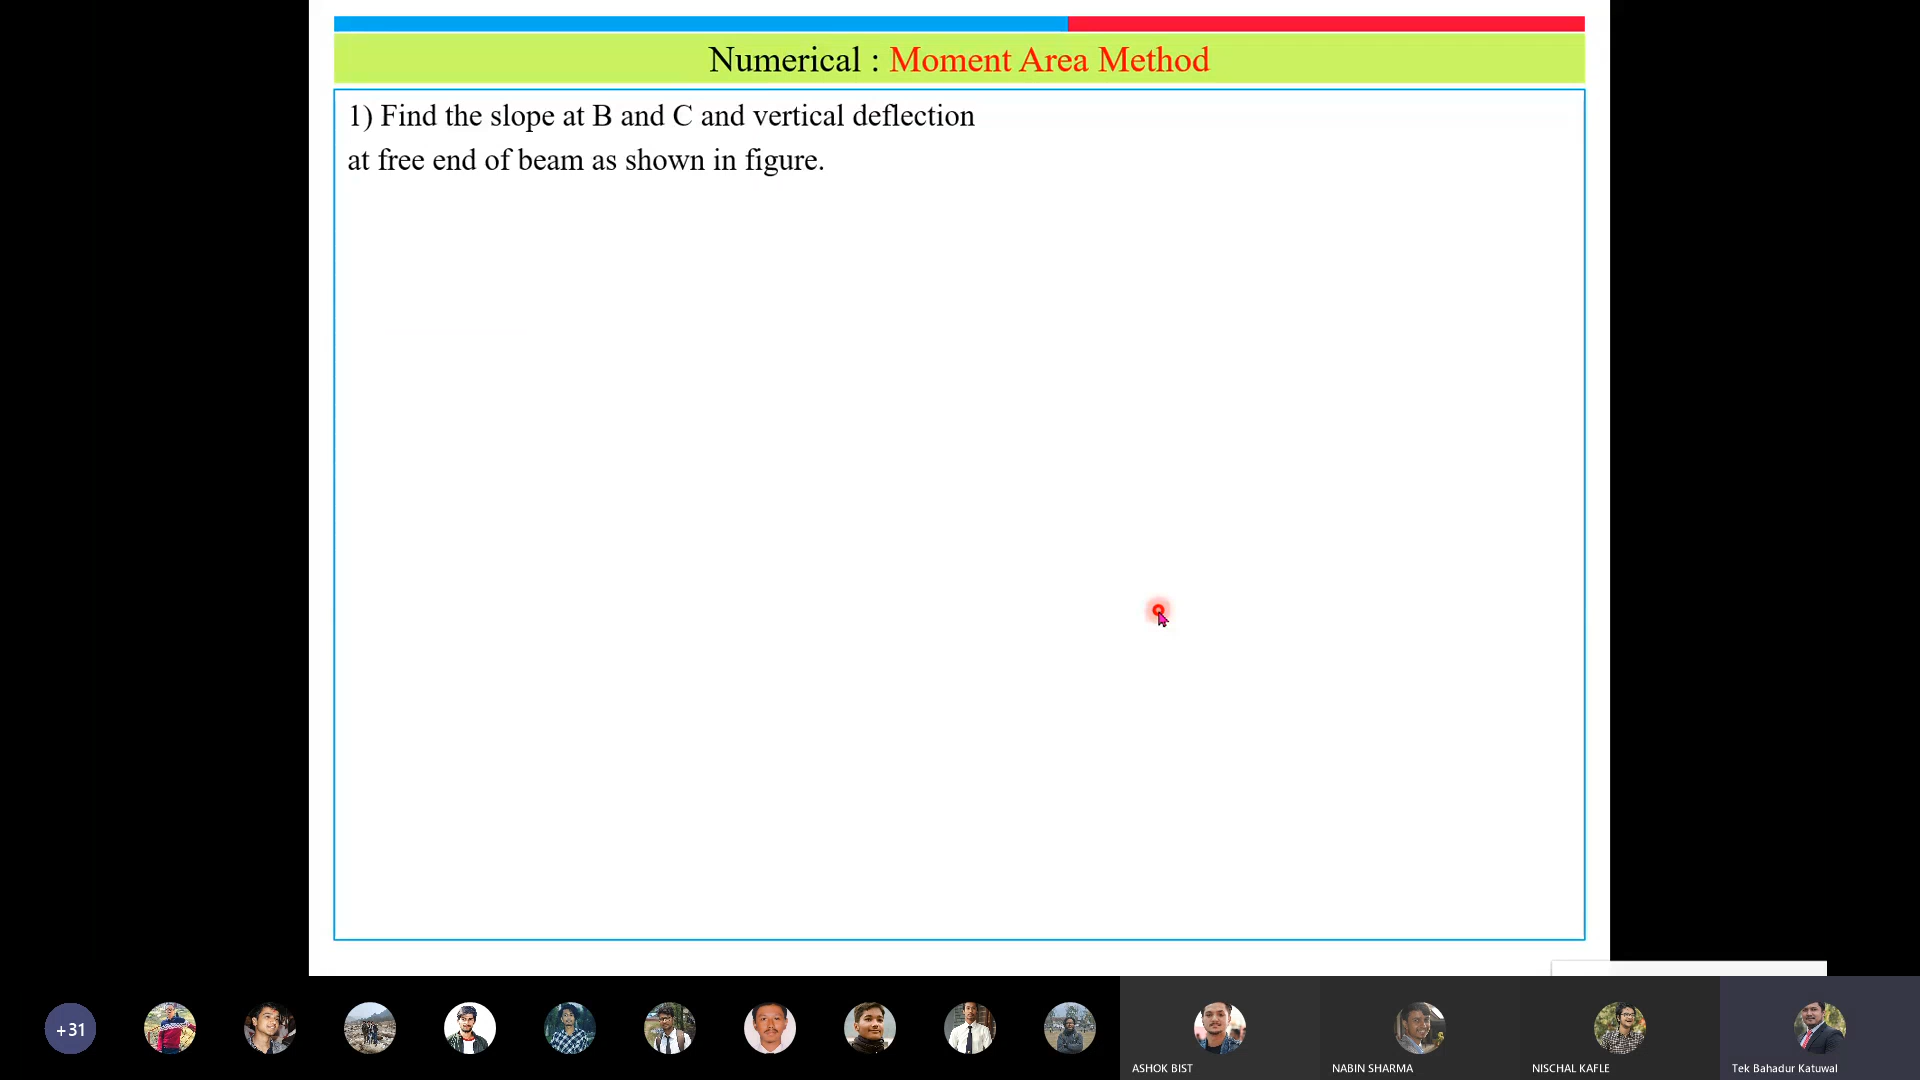 Numerical : Moment Area Method
1) Find the slope at B and C and vertical deflection
at free end of beam as shown in figure.
+31
ASHOK BIST
NABIN SHARMA
NISCHAL KAFLE
Tek Bahadur Katuwal